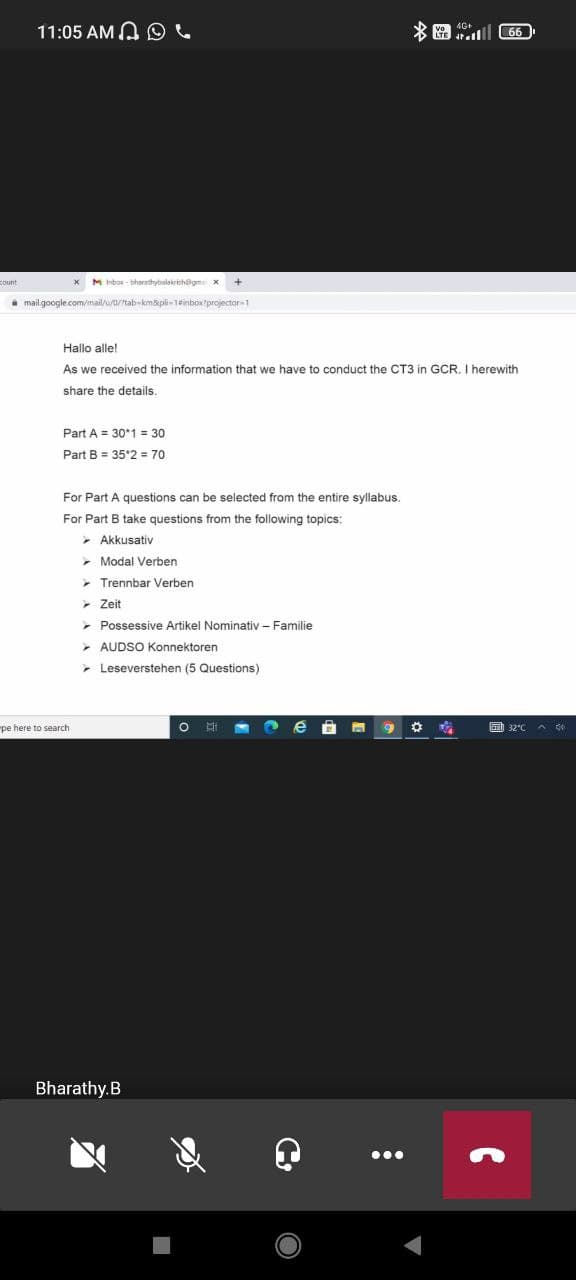 11:05 AM
Vo LTE 4G+ 66
count
Inbox - bharathybalakrish@gma
mail.google.com/mail/u/0/?tab=km&pli=1#inbox?projector=1
Hallo alle!
As we received the information that we have to conduct the CT3 in GCR. I herewith
share the details.
Part A = 30*1 = 30
Part B = 35*2 = 70
For Part A questions can be selected from the entire syllabus.
For Part B take questions from the following topics:
➢ Akkusativ
➢ Modal Verben
➢ Trennbar Verben
➢ Zeit
➢ Possessive Artikel Nominativ – Familie
➢ AUDSO Konnektoren
➢ Leseverstehen (5 Questions)
ype here to search
32°C
Bharathy.B